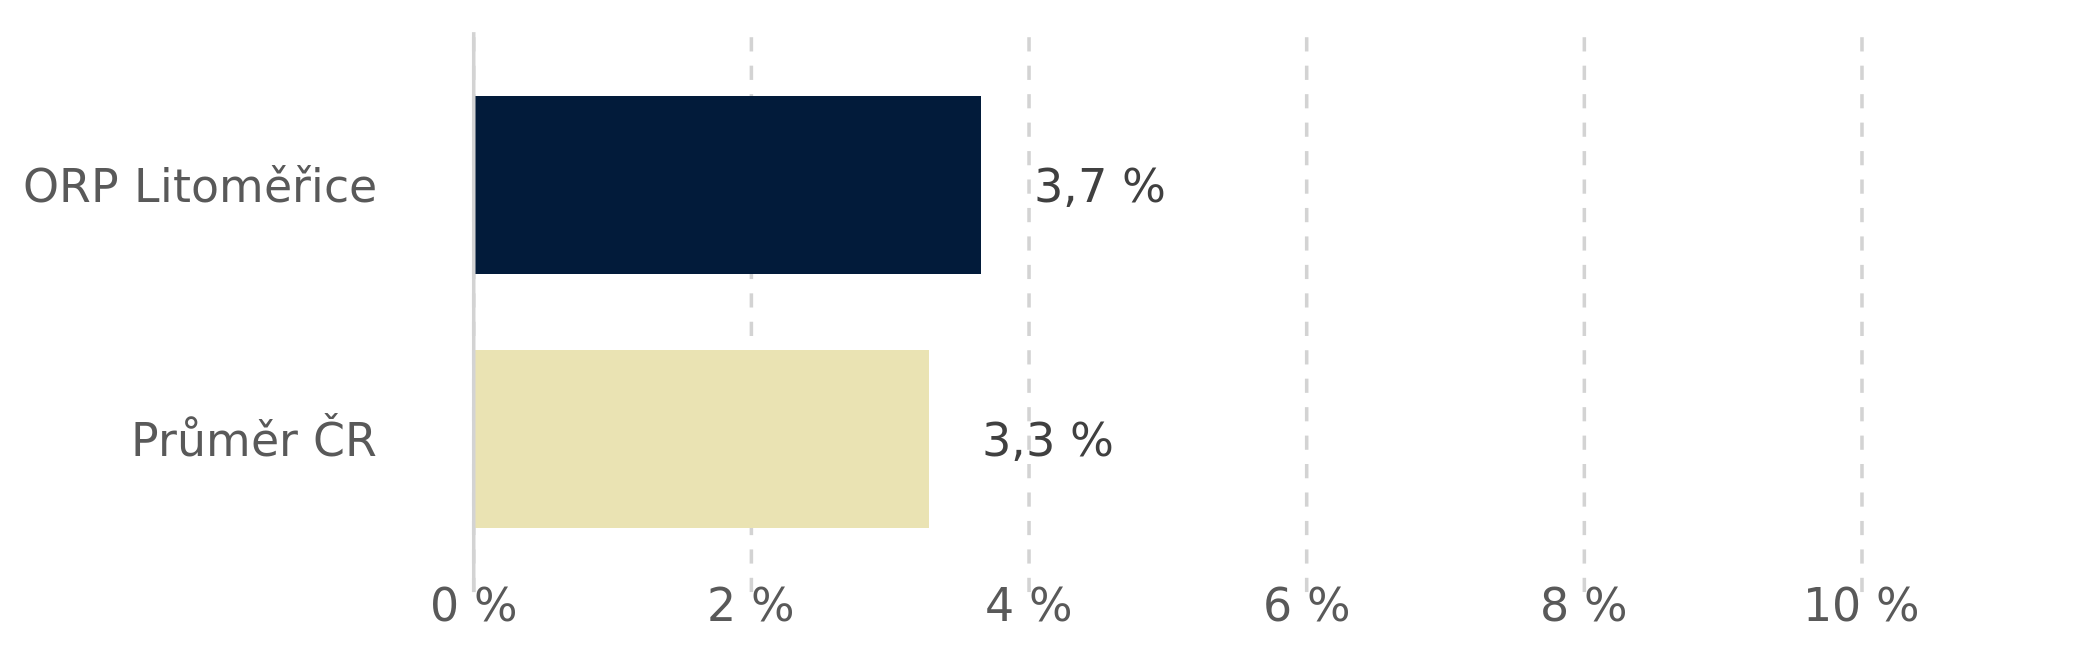 ORP Litoměřice 3,7 %
Průměr ČR 3,3 %
0 % 2 % 4 % 6 % 8 % 10 %